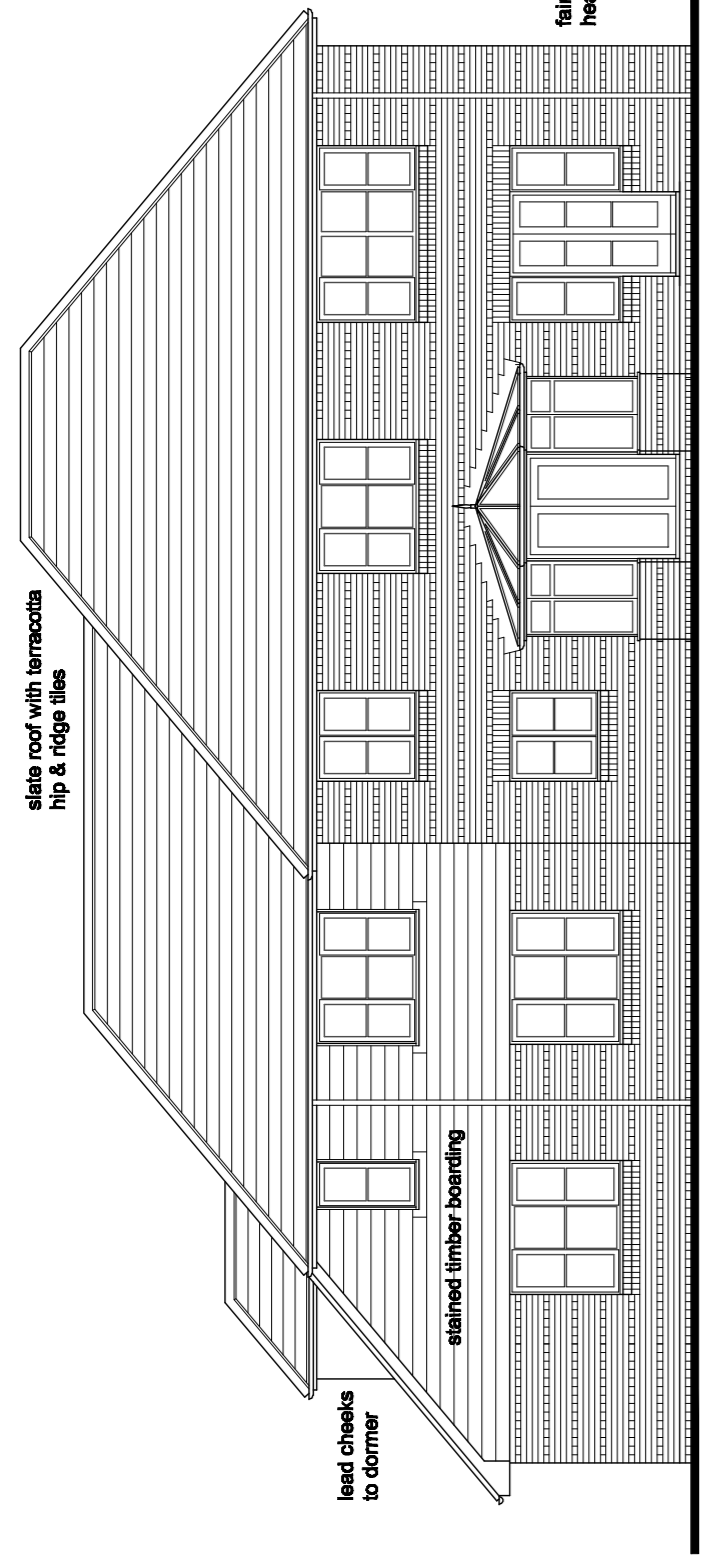 slate roof with terracotta
hip & ridge tiles
lead cheeks
to dormer
stained timber boarding